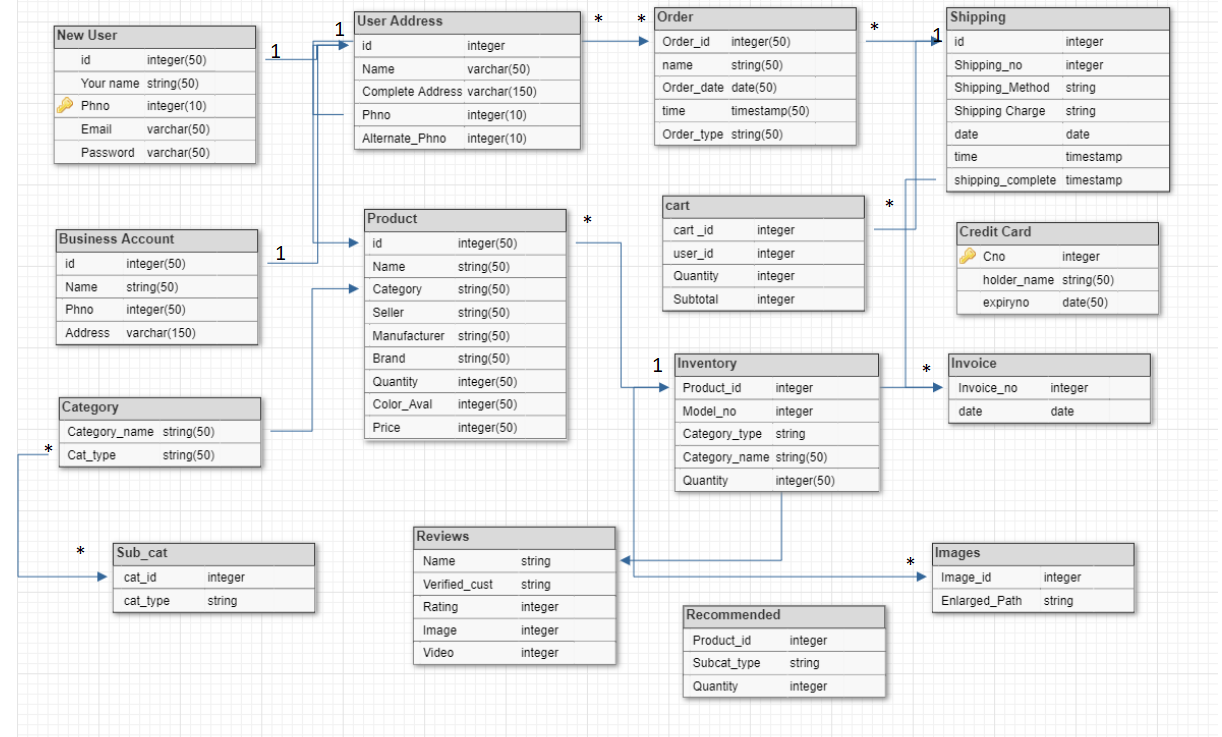 New User
id integer(50)
Your name string(50)
Phno integer(10)
Email varchar(50)
Password varchar(50)
1
1
User Address
id integer
Name varchar(50)
Complete Address varchar(150)
Phno integer(10)
Alternate_Phno integer(10)
*
*
Order
Order_id integer(50)
name string(50)
Order_date date(50)
time timestamp(50)
Order_type string(50)
*
1
Shipping
id integer
Shipping_no integer
Shipping_Method string
Shipping Charge string
date date
time timestamp
shipping_complete timestamp
Business Account
id integer(50)
Name string(50)
Phno integer(50)
Address varchar(150)
1
Product
id integer(50)
Name string(50)
Category string(50)
Seller string(50)
Manufacturer string(50)
Brand string(50)
Quantity integer(50)
Color_Aval integer(50)
Price integer(50)
*
cart
cart _id integer
user_id integer
Quantity integer
Subtotal integer
*
Credit Card
Cno integer
holder_name string(50)
expiryno date(50)
1
Inventory
Product_id integer
Model_no integer
Category_type string
Category_name string(50)
Quantity integer(50)
*
Invoice
Invoice_no integer
date date
Category
Category_name string(50)
Cat_type string(50)
*
*
Sub_cat
cat_id integer
cat_type string
Reviews
Name string
Verified_cust string
Rating integer
Image integer
Video integer
*
Images
Image_id integer
Enlarged_Path string
Recommended
Product_id integer
Subcat_type string
Quantity integer